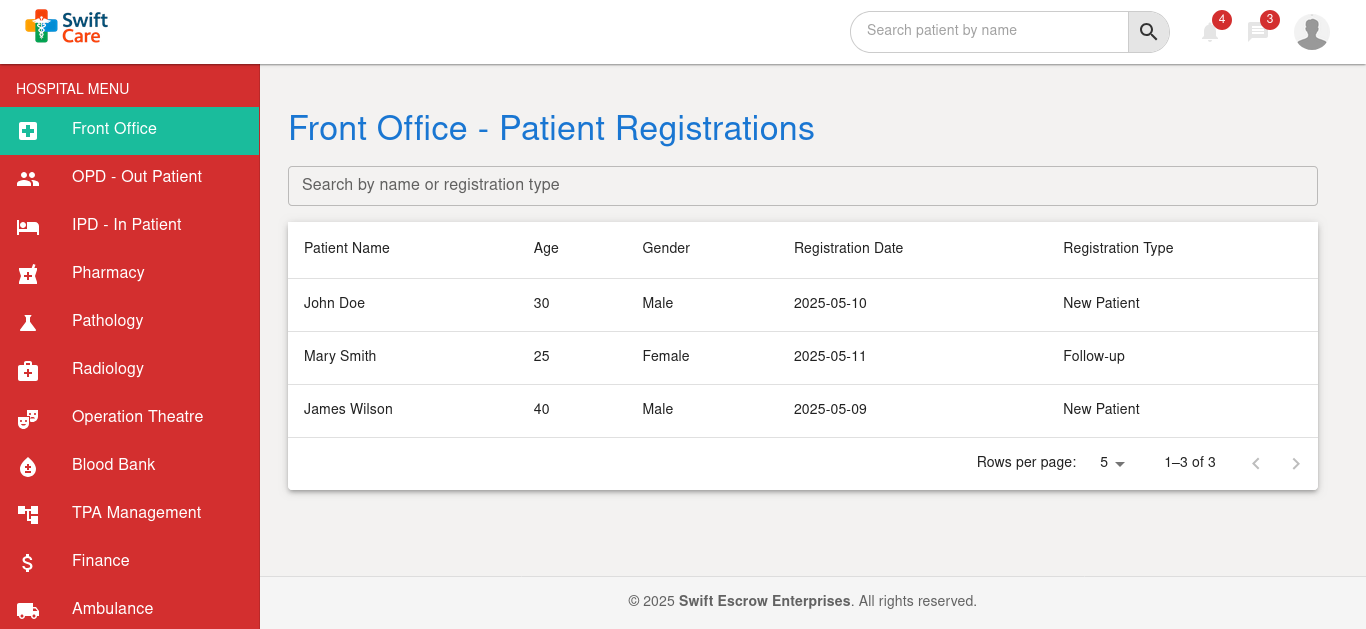 Swift
Care
Search patient by name
4
3
HOSPITAL MENU
Front Office
OPD - Out Patient
IPD - In Patient
Pharmacy
Pathology
Radiology
Operation Theatre
Blood Bank
TPA Management
Finance
Ambulance
Front Office - Patient Registrations
Search by name or registration type
Patient Name Age Gender Registration Date Registration Type
John Doe 30 Male 2025-05-10 New Patient
Mary Smith 25 Female 2025-05-11 Follow-up
James Wilson 40 Male 2025-05-09 New Patient
Rows per page: 5 1–3 of 3
© 2025 Swift Escrow Enterprises. All rights reserved.